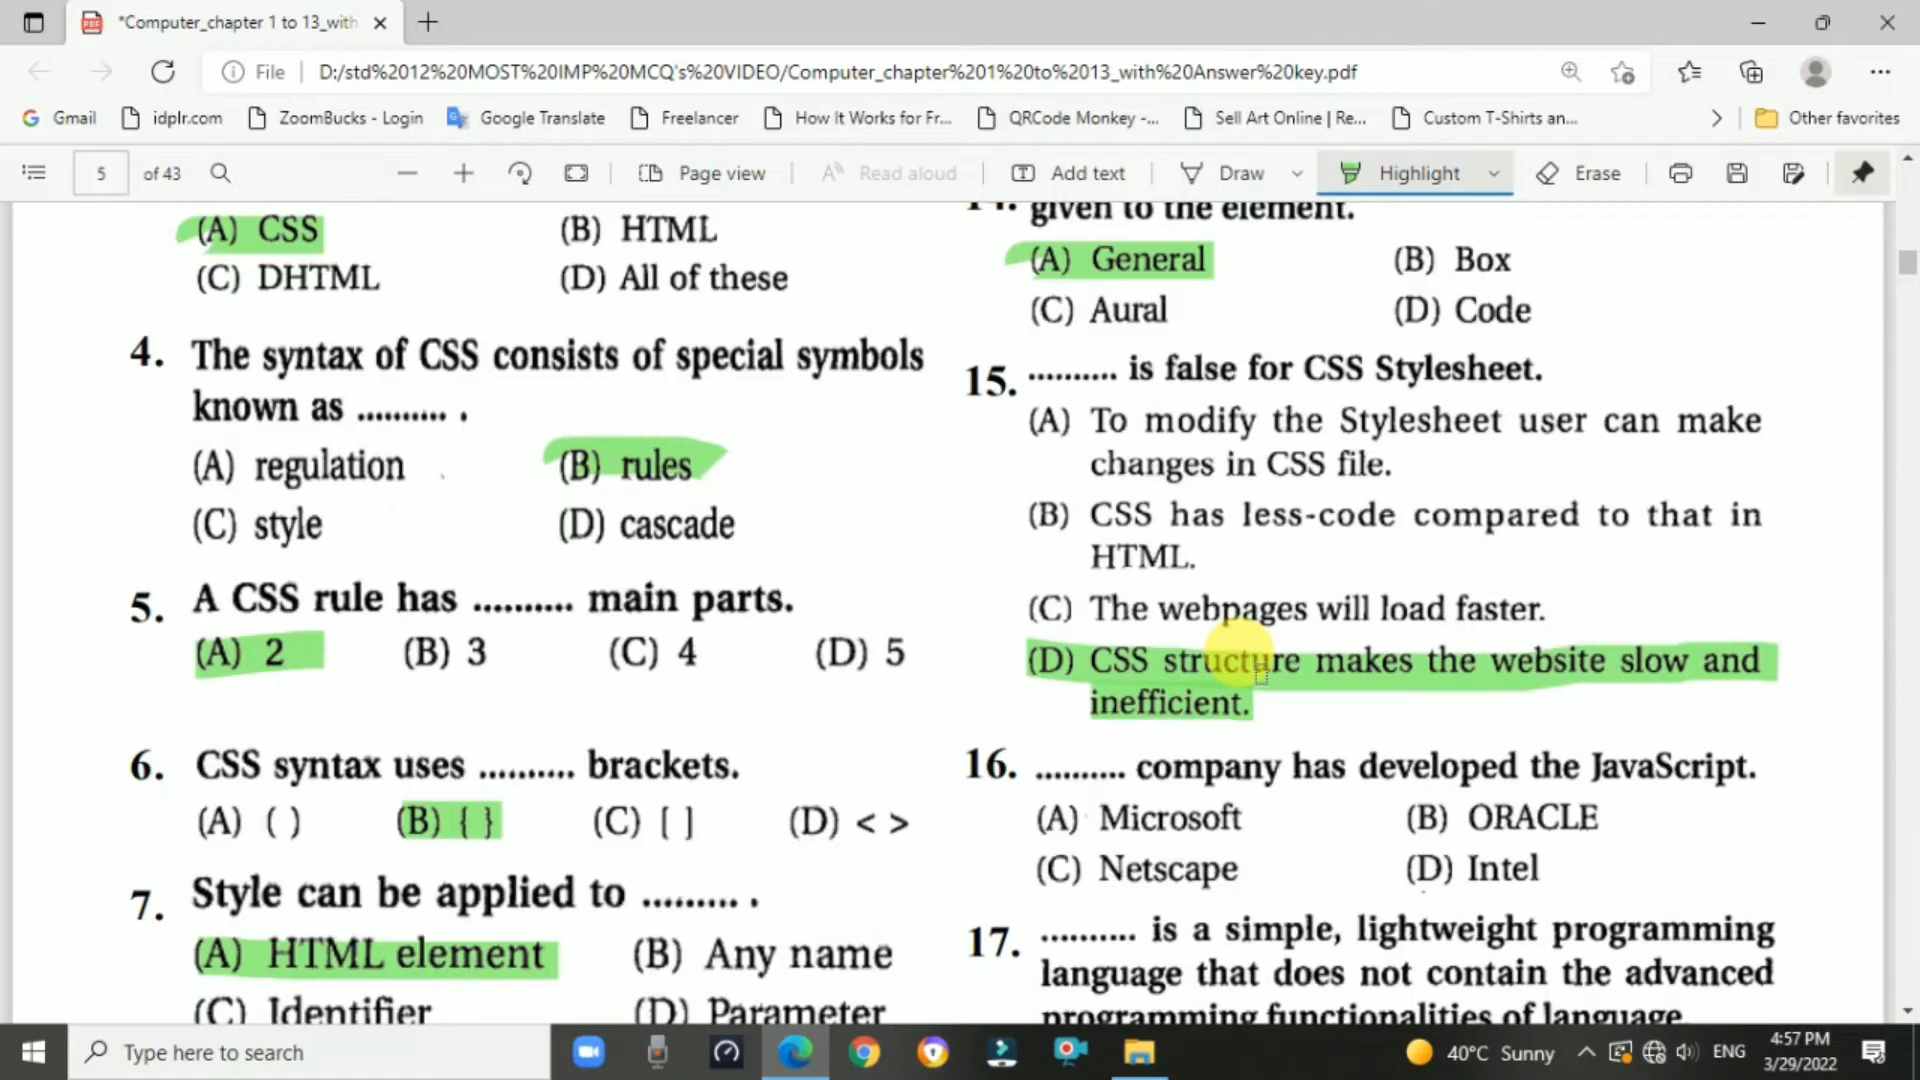 *Computer_chapter 1 to 13_with
File
D:/std%2012%20MOST%20IMP%20MCQ's%20VIDEO/Computer_chapter%201%20to%2013_with%20Answer%20key.pdf
Gmail
idplr.com
ZoomBucks - Login
Google Translate
Freelancer
How It Works for Fr...
QRCode Monkey -...
Sell Art Online | Re...
Custom T-Shirts an...
Other favorites
5 of 43
Page view
Read aloud
Add text
Draw
Highlight
Erase
(A) CSS (B) HTML
(C) DHTML (D) All of these
4. The syntax of CSS consists of special symbols
known as .......... .
(A) regulation (B) rules
(C) style (D) cascade
5. A CSS rule has .......... main parts.
(A) 2 (B) 3 (C) 4 (D) 5
6. CSS syntax uses .......... brackets.
(A) ( ) (B) { } (C) [ ] (D) < >
7. Style can be applied to .......... .
(A) HTML element (B) Any name
(C) Identifier (D) Parameter
given to the element.
(A) General (B) Box
(C) Aural (D) Code
15. .......... is false for CSS Stylesheet.
(A) To modify the Stylesheet user can make
changes in CSS file.
(B) CSS has less-code compared to that in
HTML.
(C) The webpages will load faster.
(D) CSS structure makes the website slow and
inefficient.
16. .......... company has developed the JavaScript.
(A) Microsoft (B) ORACLE
(C) Netscape (D) Intel
17. .......... is a simple, lightweight programming
language that does not contain the advanced
programming functionalities of language.
Type here to search
40°C Sunny
ENG
4:57 PM
3/29/2022